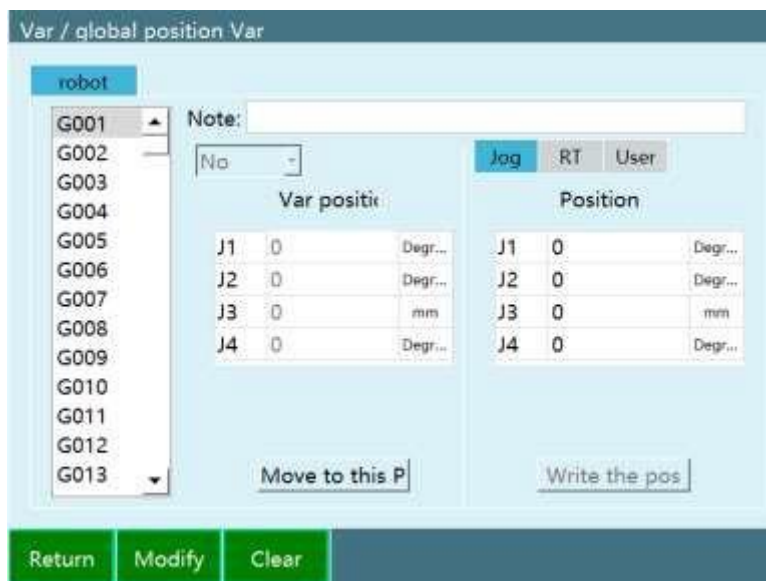 Var / global position Var
robot
G001
G002
G003
G004
G005
G006
G007
G008
G009
G010
G011
G012
G013
Note:
No
Var positic
J1 0 Degr...
J2 0 Degr...
J3 0 mm
J4 0 Degr...
Move to this P
Jog RT User
Position
J1 0 Degr...
J2 0 Degr...
J3 0 mm
J4 0 Degr...
Write the pos
Return Modify Clear